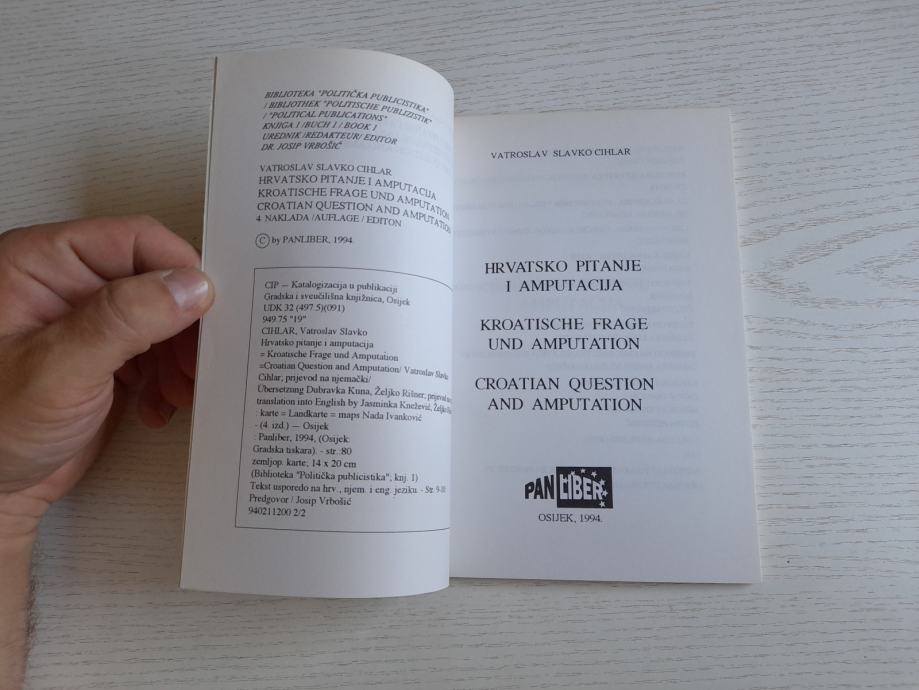 BIBLIOTEKA "POLITIČKA PUBLICISTIKA"
/ BIBLIOTHEK "POLITISCHE PUBLIZISTIK"
/ "POLITICAL PUBLICATIONS"
KNJIGA 1 /BUCH 1 / BOOK 1
UREDNIK /REDAKTEUR/ EDITOR
DR. JOSIP VRBOŠIĆ
VATROSLAV SLAVKO CIHLAR
HRVATSKO PITANJE I AMPUTACIJA
KROATISCHE FRAGE UND AMPUTATION
CROATIAN QUESTION AND AMPUTATION
4. NAKLADA /AUFLAGE / EDITON
© by PANLIBER, 1994.
CIP — Katalogizacija u publikaciji
Gradska i sveučilišna knjižnica, Osijek
UDK 32 (497.5)(091)
949 75 "19"
CIHLAR, Vatroslav Slavko
Hrvatsko pitanje i amputacija
= Kroatische Frage und Amputation
=Croatian Question and Amputation/ Vatroslav Slavko
Cihlar; prijevod na njemački/
Übersetzung Dubravka Kuna, Željko Rišner, prijevod
translation into English by Jasminka Knežević, Željko
: karte = Landkarte = maps Nada Ivanković
- (4. izd.) — Osijek
: Panliber, 1994, (Osijek:
Gradska tiskara). - str.:80
zemljop. karte; 14 x 20 cm
(Biblioteka "Politička publicistika"; knj. 1)
Tekst usporedo na hrv., njem. i eng. jeziku. - Str. 9-10:
Predgovor / Josip Vrbošić
940211200 2/2
VATROSLAV SLAVKO CIHLAR
HRVATSKO PITANJE
I AMPUTACIJA
KROATISCHE FRAGE
UND AMPUTATION
CROATIAN QUESTION
AND AMPUTATION
PAN LIBER
OSIJEK, 1994.